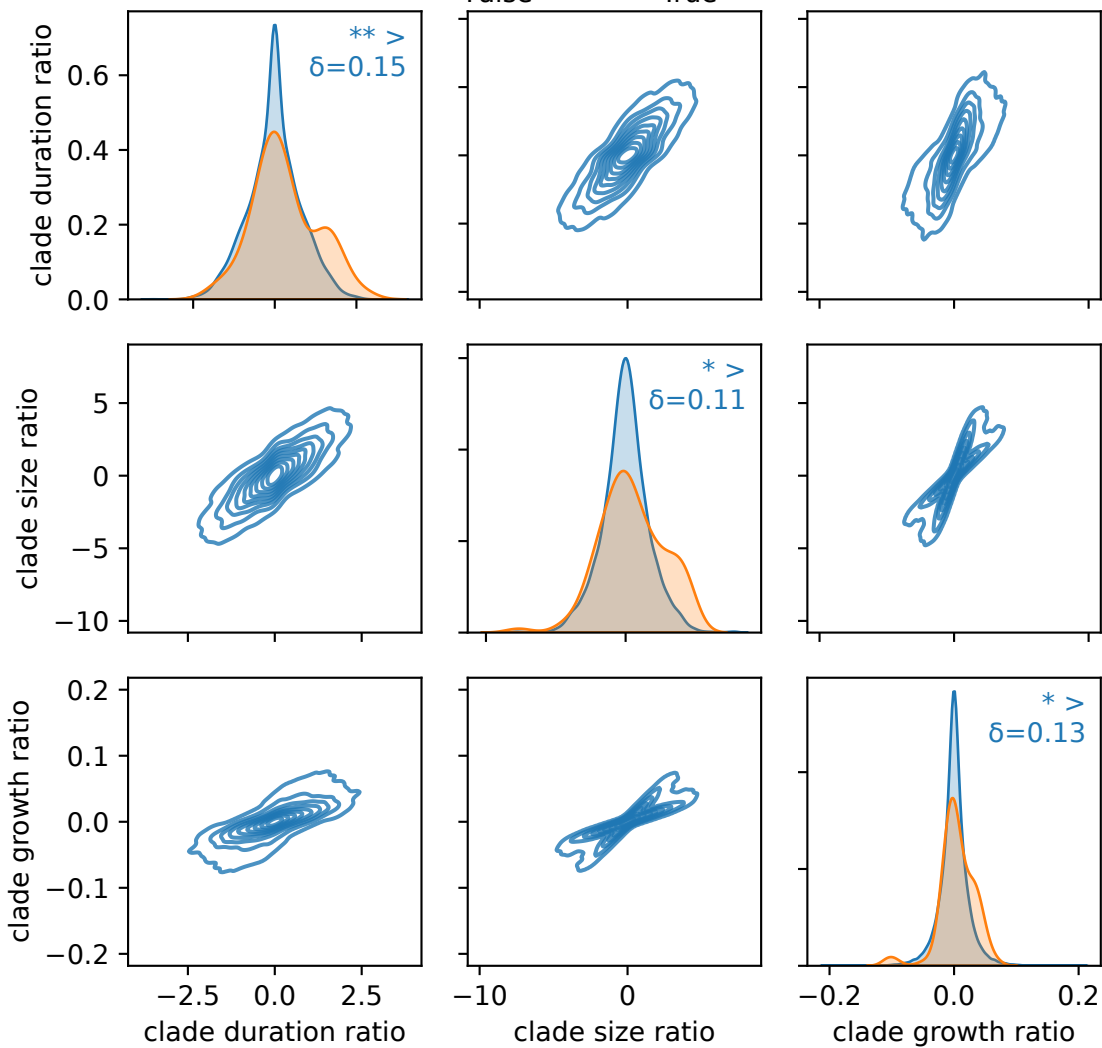 True
clade duration ratio
0.6
0.4
0.2
0.0
** >
δ=0.15
clade size ratio
5
0
−5
−10
* >
δ=0.11
clade growth ratio
0.2
0.1
0.0
−0.1
−0.2
* >
δ=0.13
−2.5
0.0
2.5
−10
0
−0.2
0.0
0.2
clade duration ratio
clade size ratio
clade growth ratio